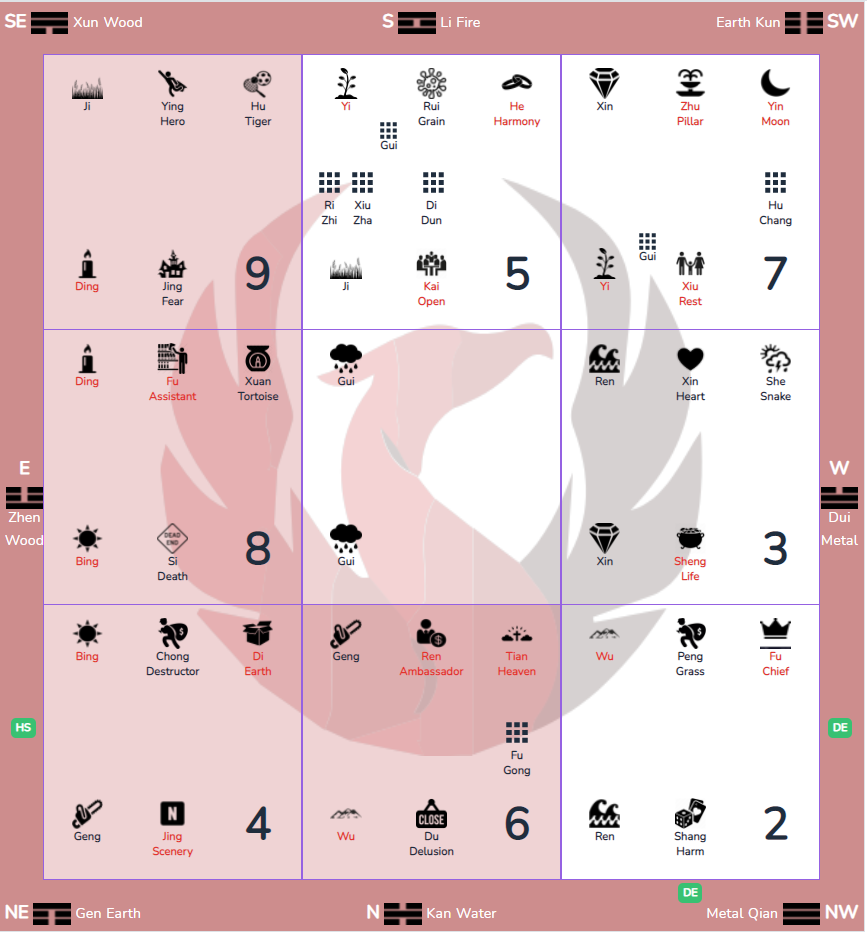 SE Xun Wood
S Li Fire
Earth Kun SW
Ji
Ying
Hero
Hu
Tiger
Ding
Jing
Fear
9
Yi
Rui
Grain
He
Harmony
Gui
Ri
Zhi
Xiu
Zha
Di
Dun
Ji
Kai
Open
5
Xin
Zhu
Pillar
Yin
Moon
Hu
Chang
Gui
Yi
Xiu
Rest
7
E
Zhen
Wood
Ding
Fu
Assistant
Xuan
Tortoise
Bing
DEAD
END
Si
Death
8
Gui
Gui
Ren
Xin
Heart
She
Snake
Xin
Sheng
Life
3
W
Dui
Metal
HS
Bing
Chong
Destructor
Di
Earth
Geng
N
Jing
Scenery
4
Geng
Ren
Ambassador
Tian
Heaven
Fu
Gong
Wu
CLOSE
Du
Delusion
6
Wu
Peng
Grass
Fu
Chief
Ren
Shang
Harm
2
DE
DE
NE Gen Earth
N Kan Water
Metal Qian NW